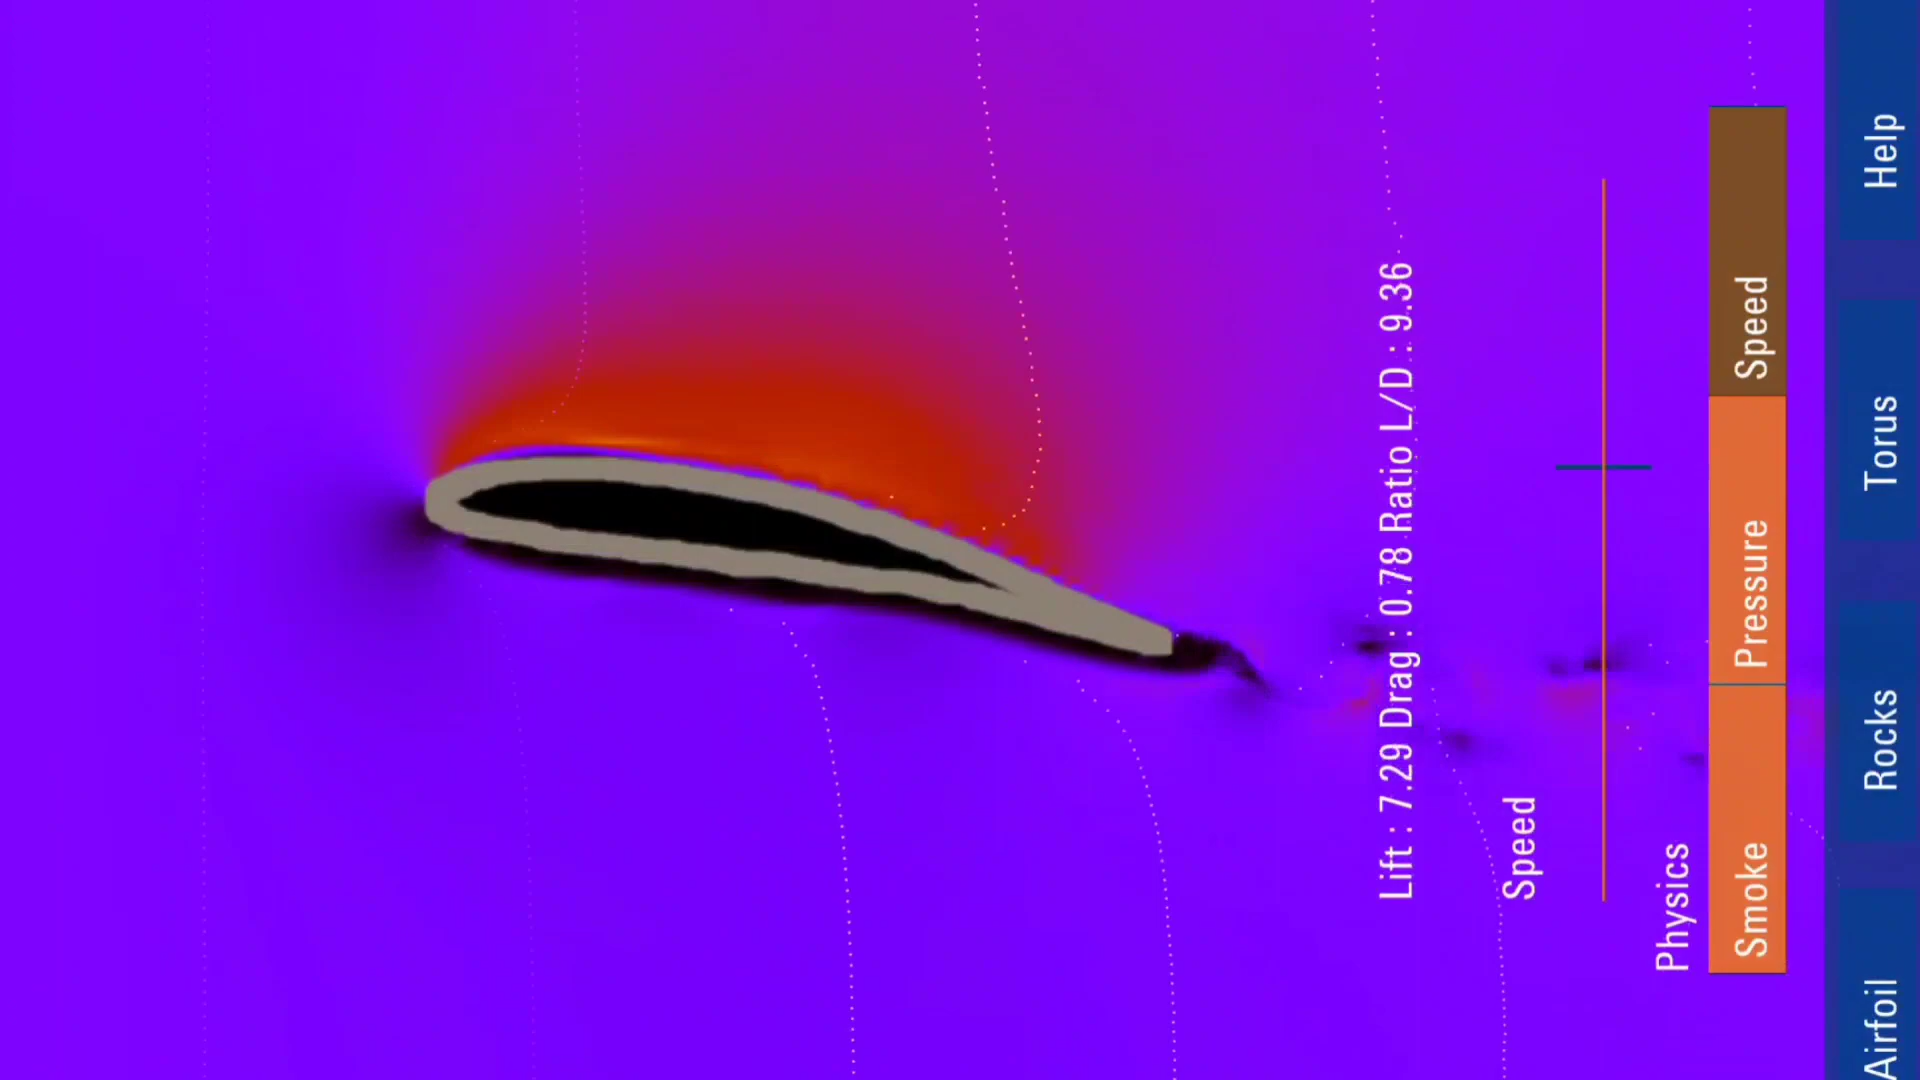 Lift : 7.29 Drag : 0.78 Ratio L/D : 9.36
Speed
Physics
Smoke Pressure Speed
Airfoil Rocks Torus Help